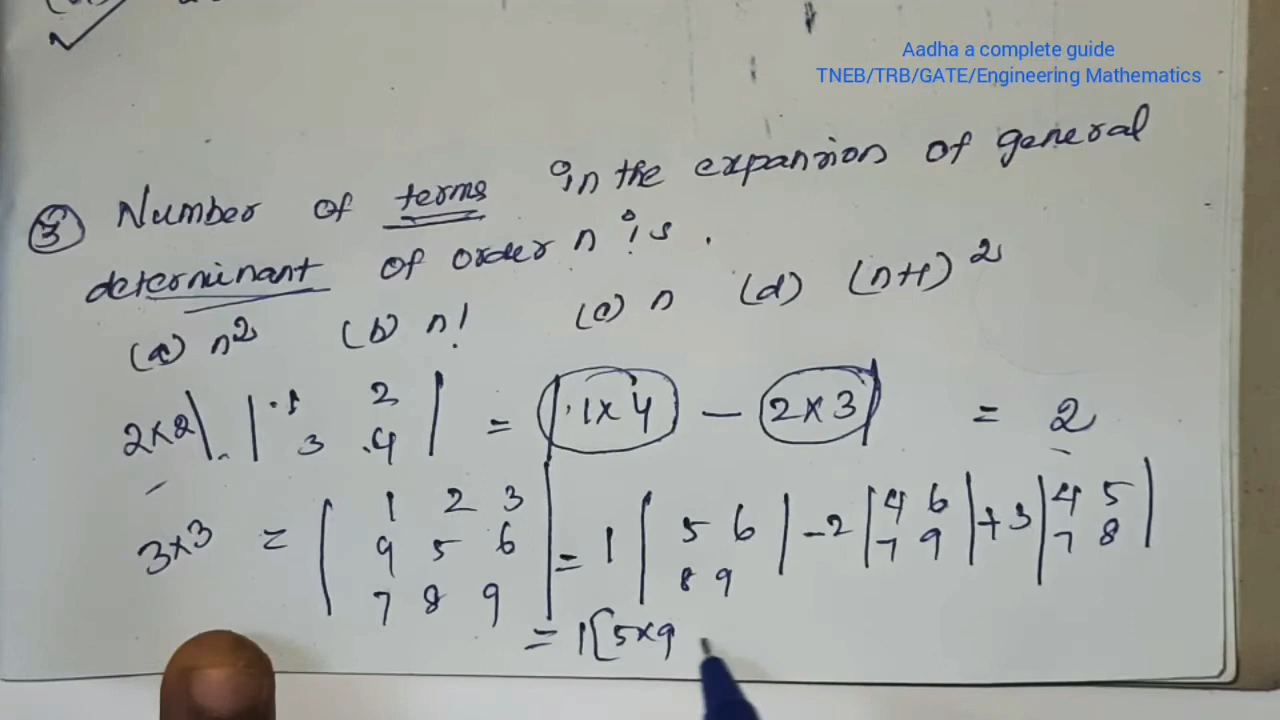 Aadha a complete guide
TNEB/TRB/GATE/Engineering Mathematics
③ Number of terms in the expansion of general
determinant of order n is .
(a) n² (b) n! (c) n (d) (n+1)²
2×2 | 1 2 | = 1×4 − 2×3 = 2
3 4
3×3 = | 1 2 3 | = 1 | 5 6 | −2 | 4 6 | +3 | 4 5 |
9 5 6 8 9 7 9 7 8
7 8 9
= 1[5×9